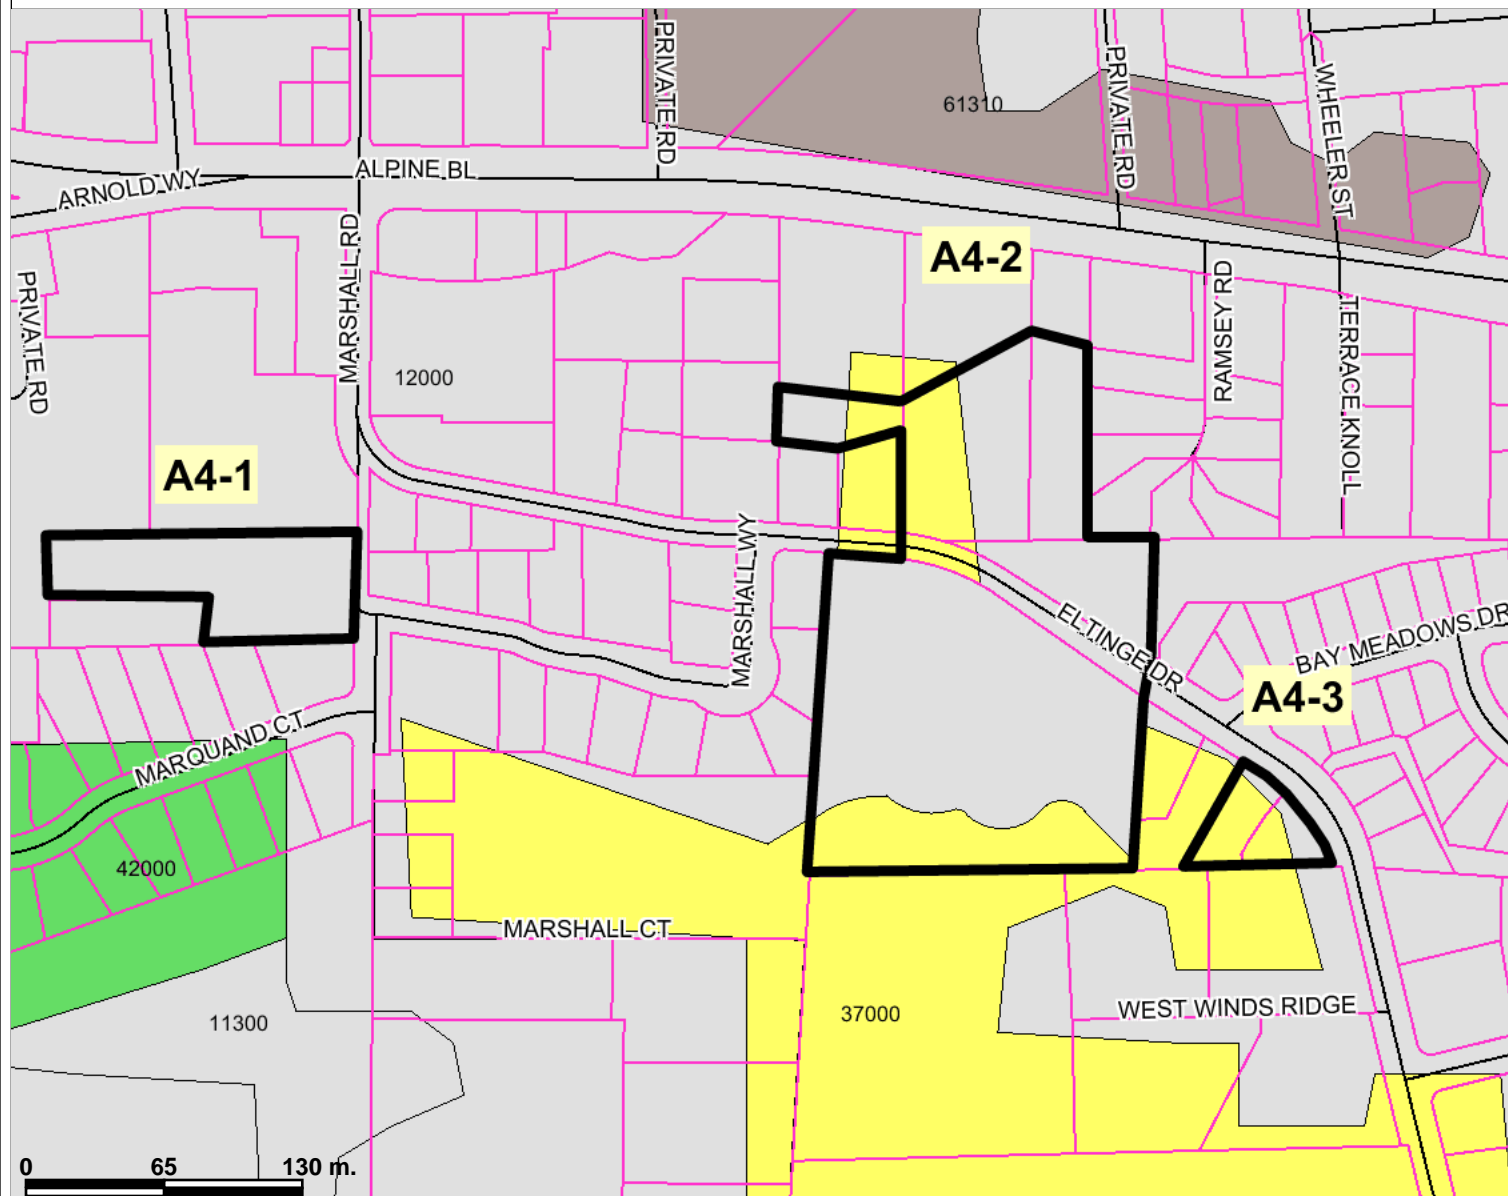 PRIVATE RD
PRIVATE RD
WHEELER ST
61310
ALPINE BL
ARNOLD WY
MARSHALL RD
A4-2
PRIVATE RD
RAMSEY RD
TERRACE KNOLL
12000
A4-1
MARSHALL WY
ELTINGE DR
BAY MEADOWS DR
A4-3
MARQUAND CT
42000
MARSHALL CT
WEST WINDS RIDGE
37000
11300
0 65 130 m.